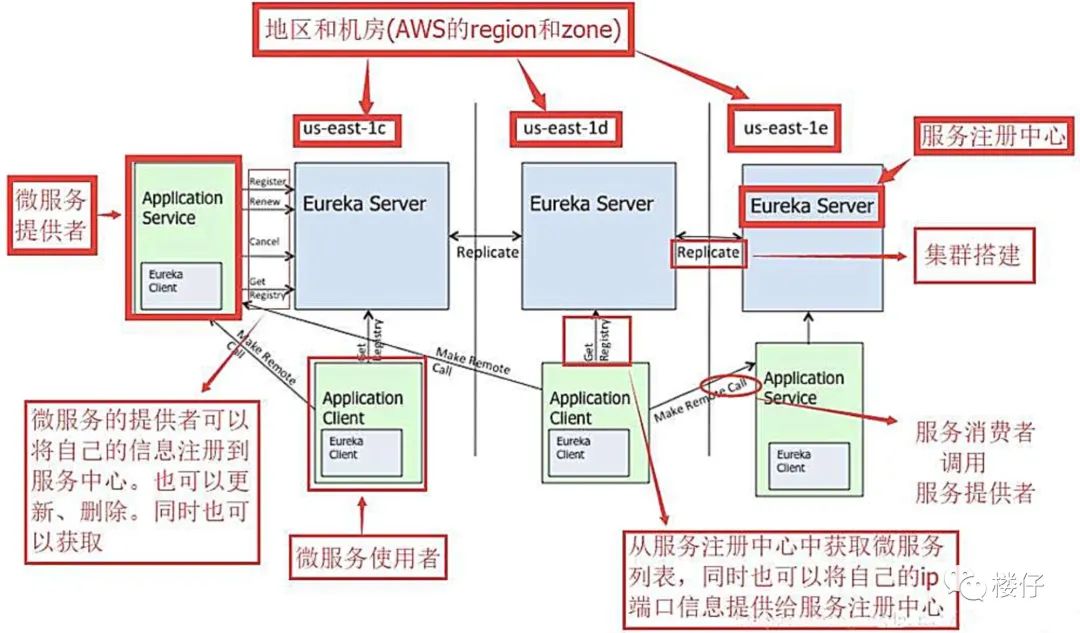 地区和机房(AWS的region和zone)
us-east-1c
us-east-1d
us-east-1e
服务注册中心
微服务
提供者
Application
Service
Eureka
Client
Register
Renew
Cancel
Get
Registry
Eureka Server
Replicate
Eureka Server
Replicate
Eureka Server
集群搭建
Make Remote
Call
Get
Registry
Make Remote
Call
Get
Registry
Make Remote Call
Application
Client
Eureka
Client
Application
Client
Eureka
Client
Application
Service
Eureka
Client
微服务的提供者可以
将自己的信息注册到
服务中心。也可以更
新、删除。同时也可
以获取
微服务使用者
服务消费者
调用
服务提供者
从服务注册中心中获取微服务
列表，同时也可以将自己的ip
端口信息提供给服务注册中心
楼仔